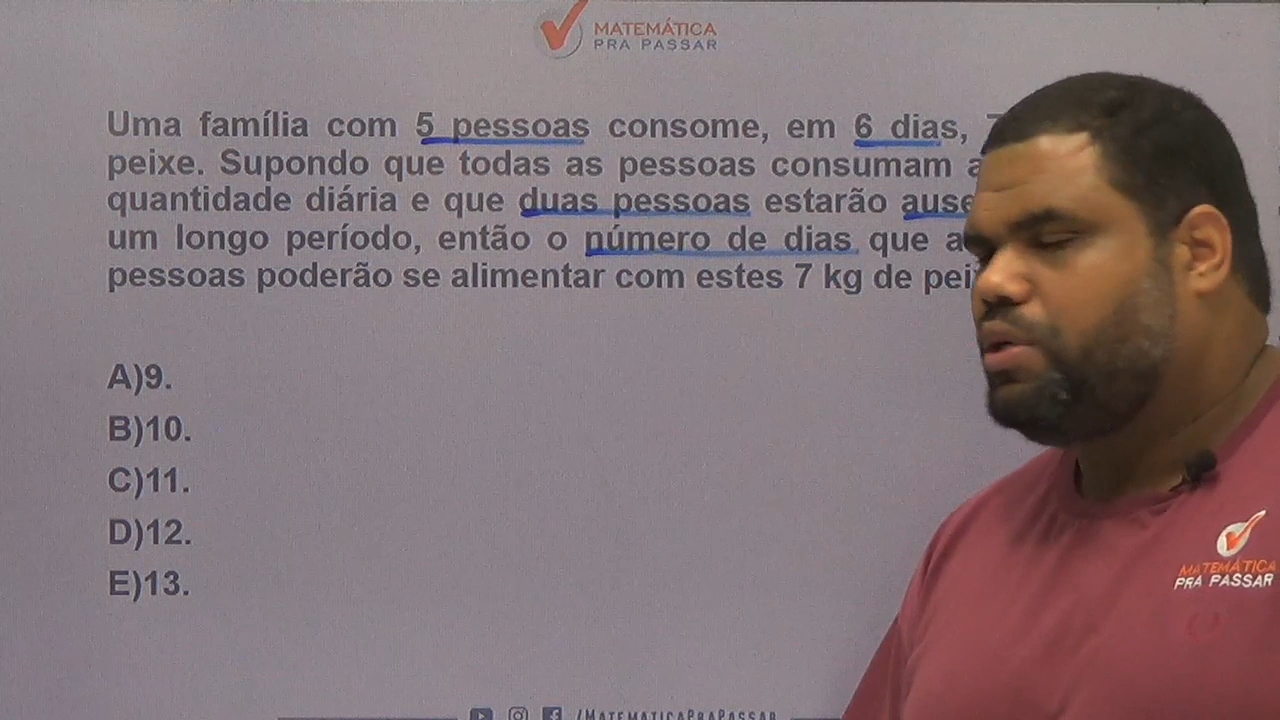 MATEMÁTICA
PRA PASSAR
Uma família com 5 pessoas consome, em 6 dias,
peixe. Supondo que todas as pessoas consumam
quantidade diária e que duas pessoas estarão
um longo período, então o número de dias que
pessoas poderão se alimentar com estes 7 kg de
A)9.
B)10.
C)11.
D)12.
E)13.
MATEMÁTICA
PRA PASSAR
/MATEMATICAPRAPASSAR